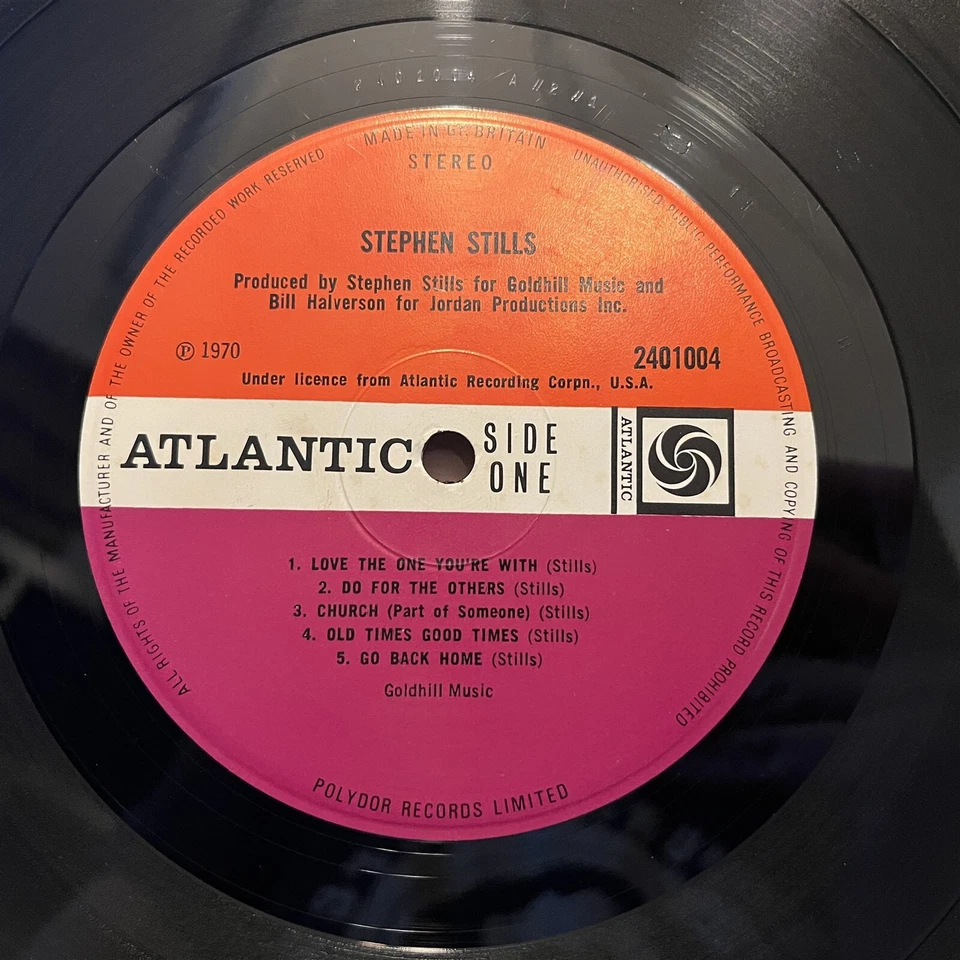 2401004 A
MADE IN GT. BRITAIN
STEREO
ALL RIGHTS OF THE MANUFACTURER AND OF THE OWNER OF THE RECORDED WORK RESERVED
UNAUTHORISED PUBLIC PERFORMANCE BROADCASTING AND COPYING OF THIS RECORD PROHIBITED
STEPHEN STILLS
Produced by Stephen Stills for Goldhill Music and
Bill Halverson for Jordan Productions Inc.
℗ 1970
2401004
Under licence from Atlantic Recording Corpn., U.S.A.
ATLANTIC
SIDE
ONE
ATLANTIC
1. LOVE THE ONE YOU'RE WITH (Stills)
2. DO FOR THE OTHERS (Stills)
3. CHURCH (Part of Someone) (Stills)
4. OLD TIMES GOOD TIMES (Stills)
5. GO BACK HOME (Stills)
Goldhill Music
POLYDOR RECORDS LIMITED